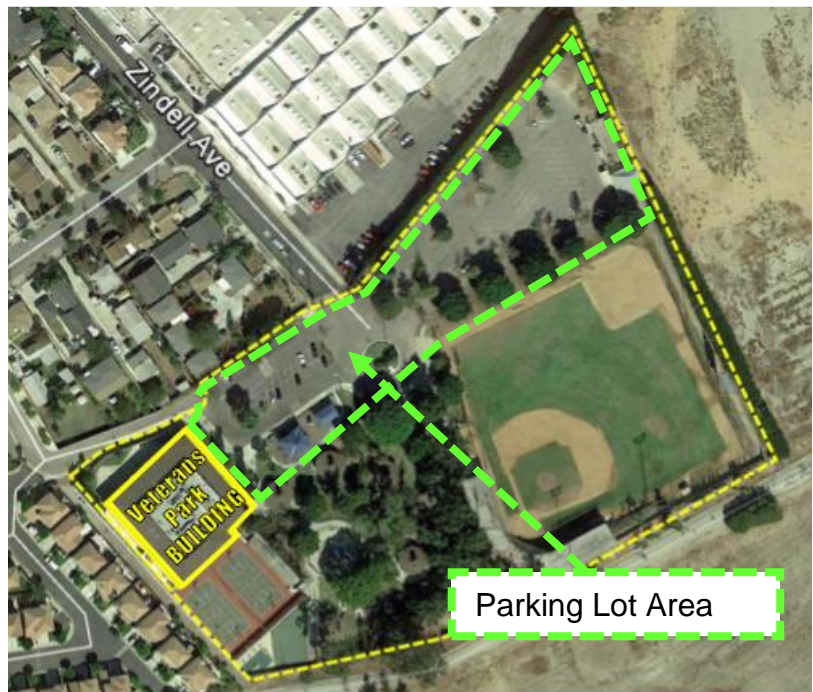 Zindell Ave
Veterans
Park
BUILDING
Parking Lot Area